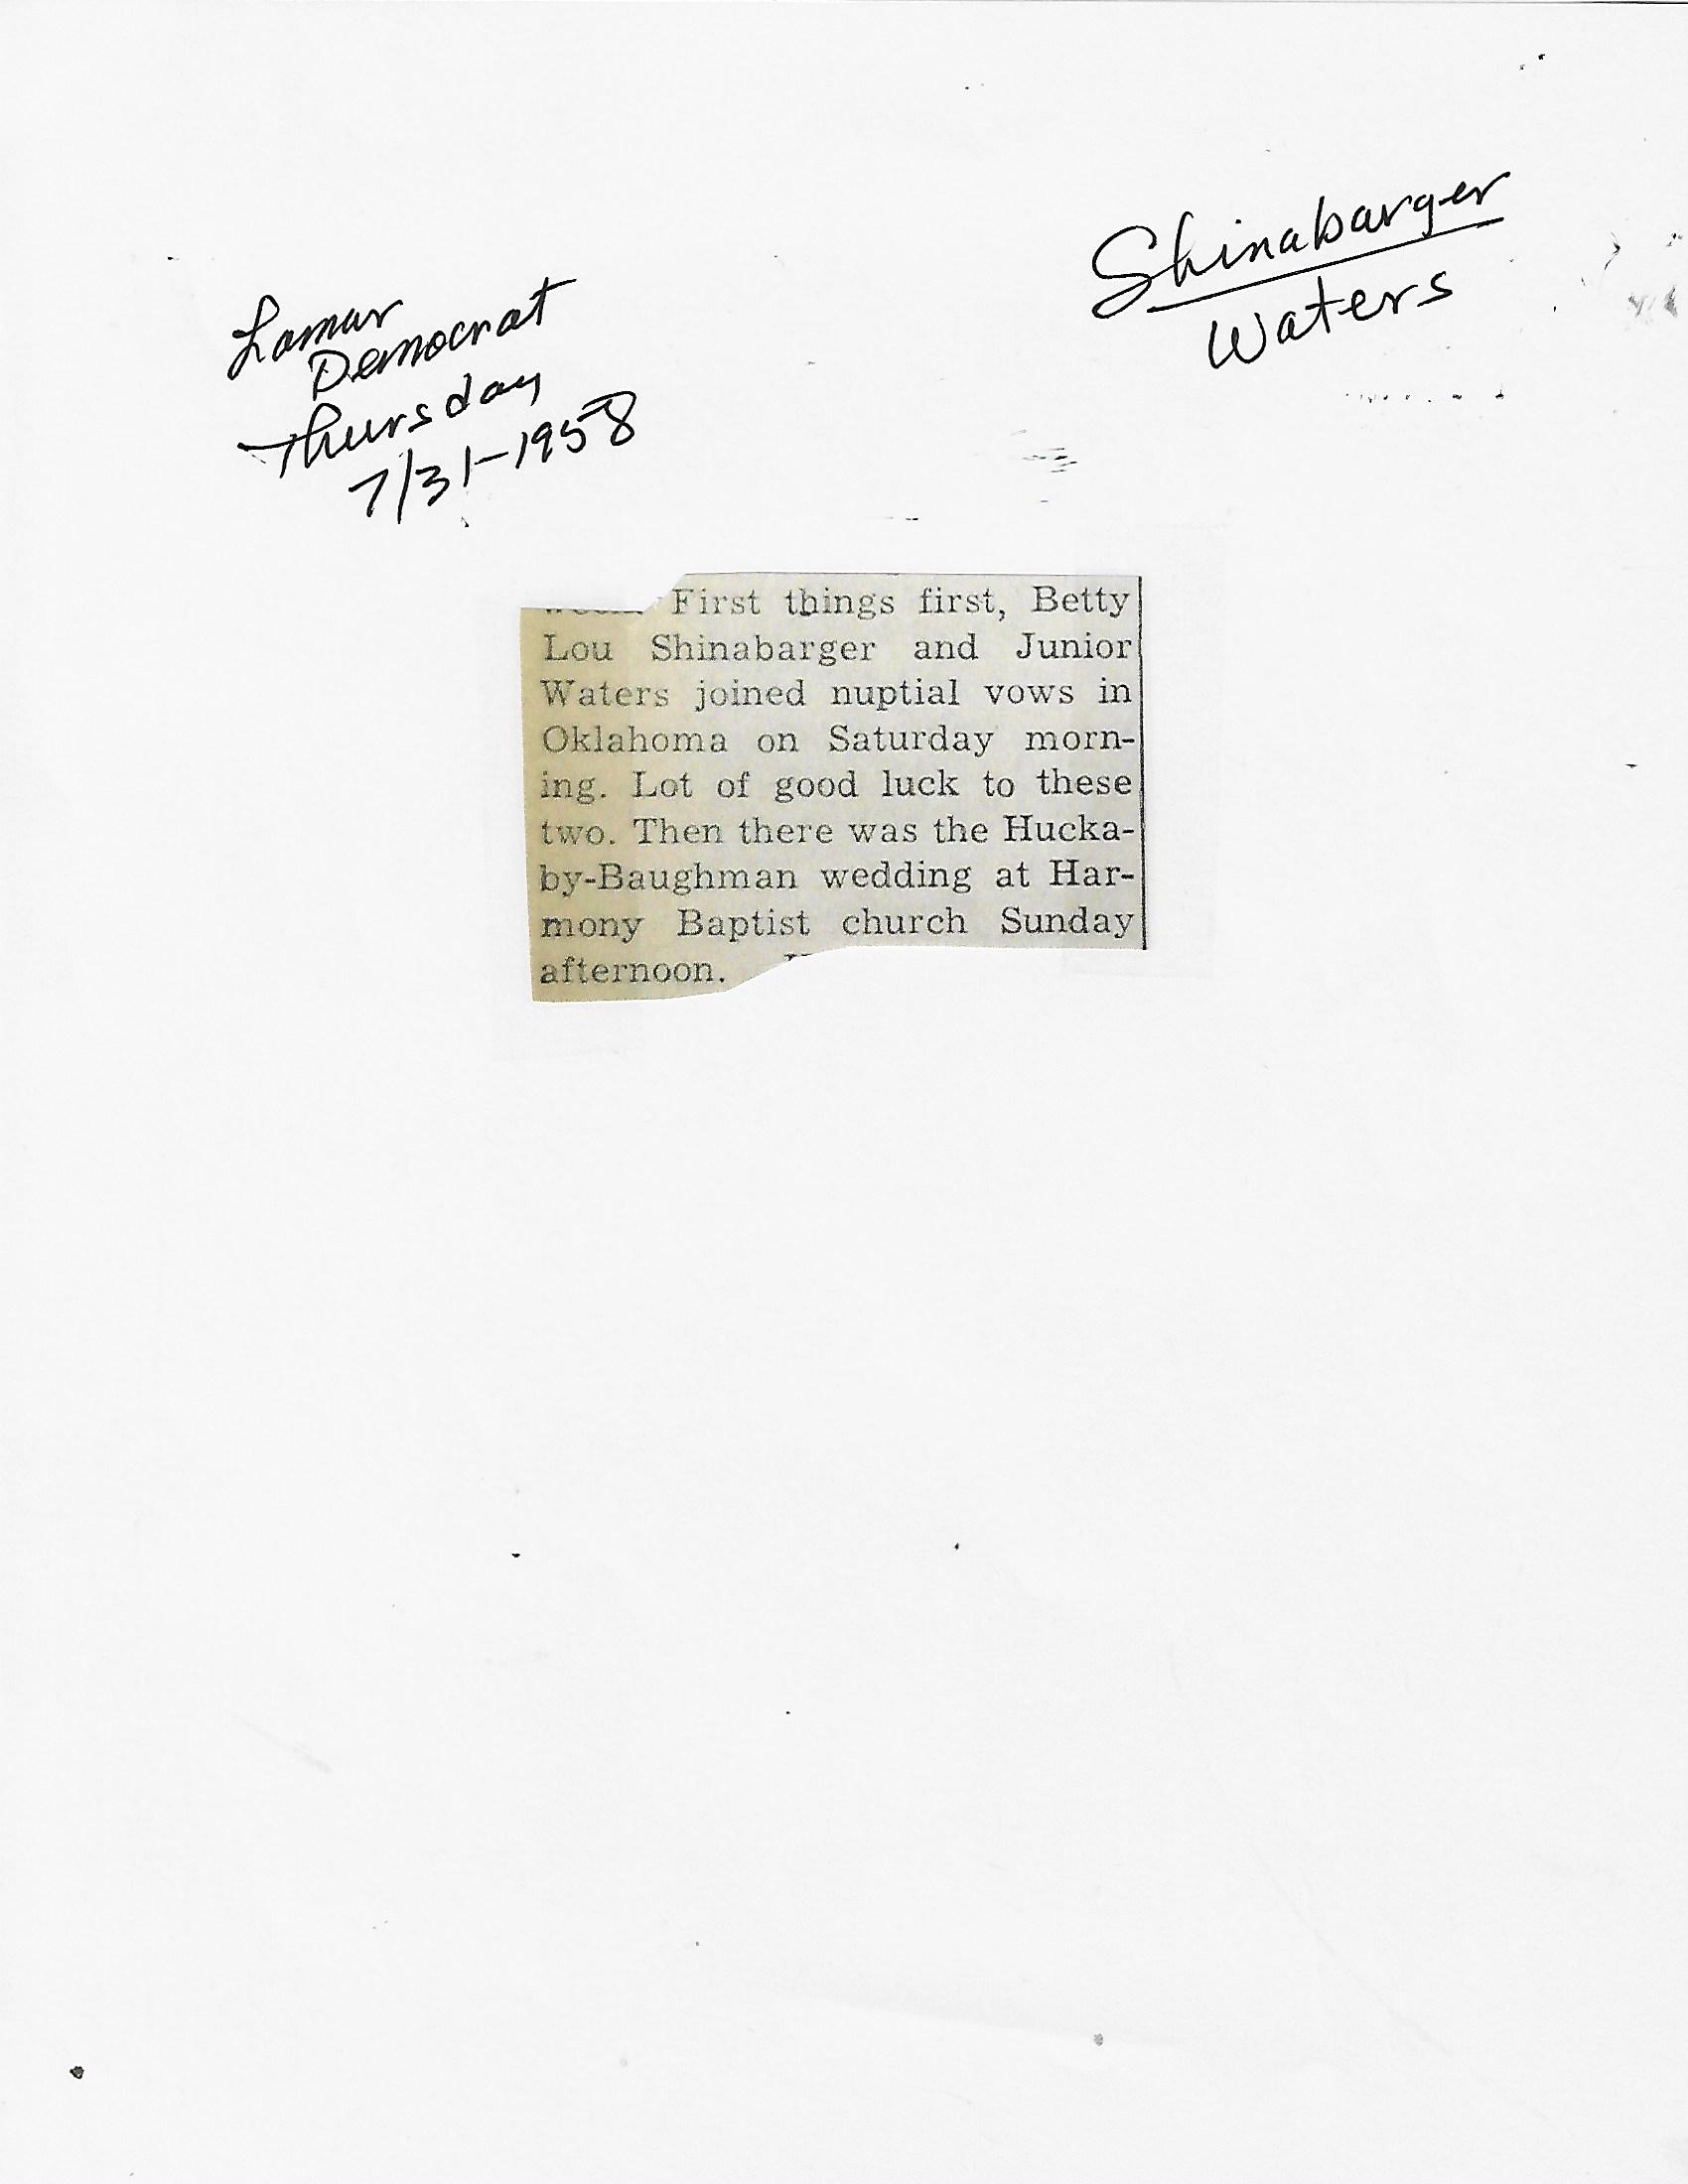 Shinabarger
Waters
Lamar
Democrat
Thursday
7/31-1958
First things first, Betty
Lou Shinabarger and Junior
Waters joined nuptial vows in
Oklahoma on Saturday morn-
ing. Lot of good luck to these
two. Then there was the Hucka-
by-Baughman wedding at Har-
mony Baptist church Sunday
afternoon.